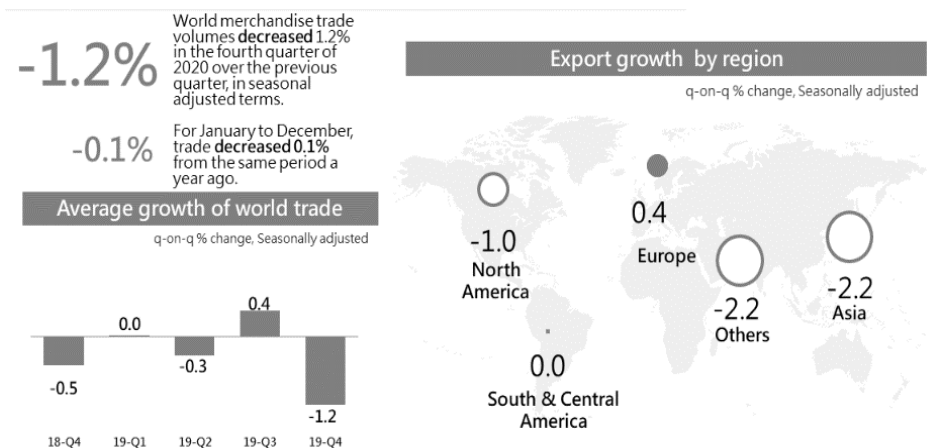 -1.2%
World merchandise trade
volumes decreased 1.2%
in the fourth quarter of
2020 over the previous
quarter, in seasonal
adjusted terms.
-0.1%
For January to December,
trade decreased 0.1%
from the same period a
year ago.
Average growth of world trade
q-on-q % change, Seasonally adjusted
-0.5
0.0
-0.3
0.4
-1.2
18-Q4
19-Q1
19-Q2
19-Q3
19-Q4
Export growth by region
q-on-q % change, Seasonally adjusted
-1.0
North
America
0.4
Europe
-2.2
Others
-2.2
Asia
0.0
South & Central
America